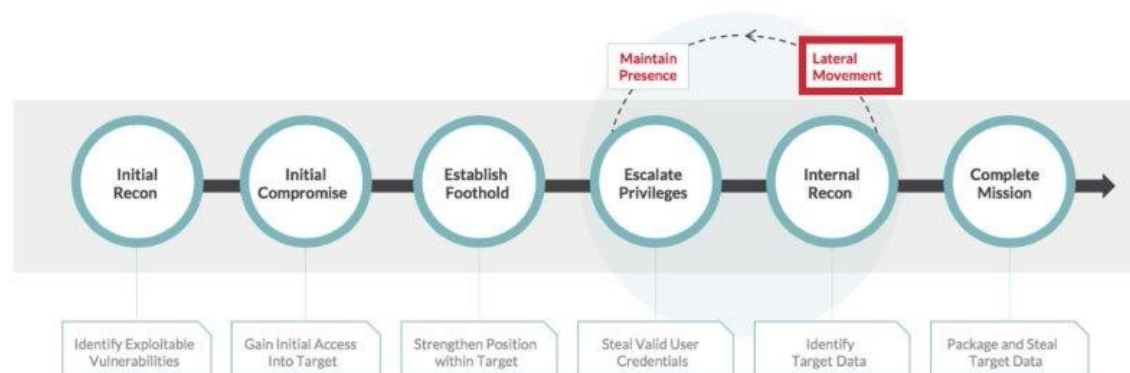 Maintain
Presence
Lateral
Movement
Initial
Recon
Initial
Compromise
Establish
Foothold
Escalate
Privileges
Internal
Recon
Complete
Mission
Identify Exploitable
Vulnerabilities
Gain Initial Access
Into Target
Strengthen Position
within Target
Steal Valid User
Credentials
Identify
Target Data
Package and Steal
Target Data